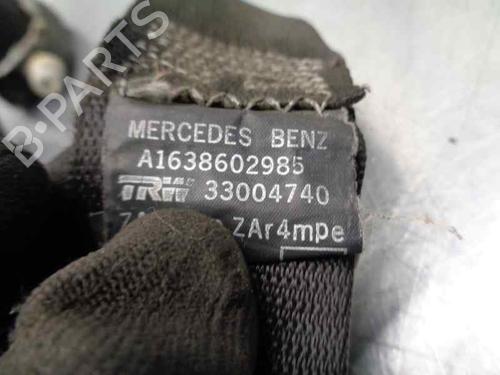 MERCEDES BENZ
A1638602985
TRW 33004740
ZAr4mpe
B-PARTS